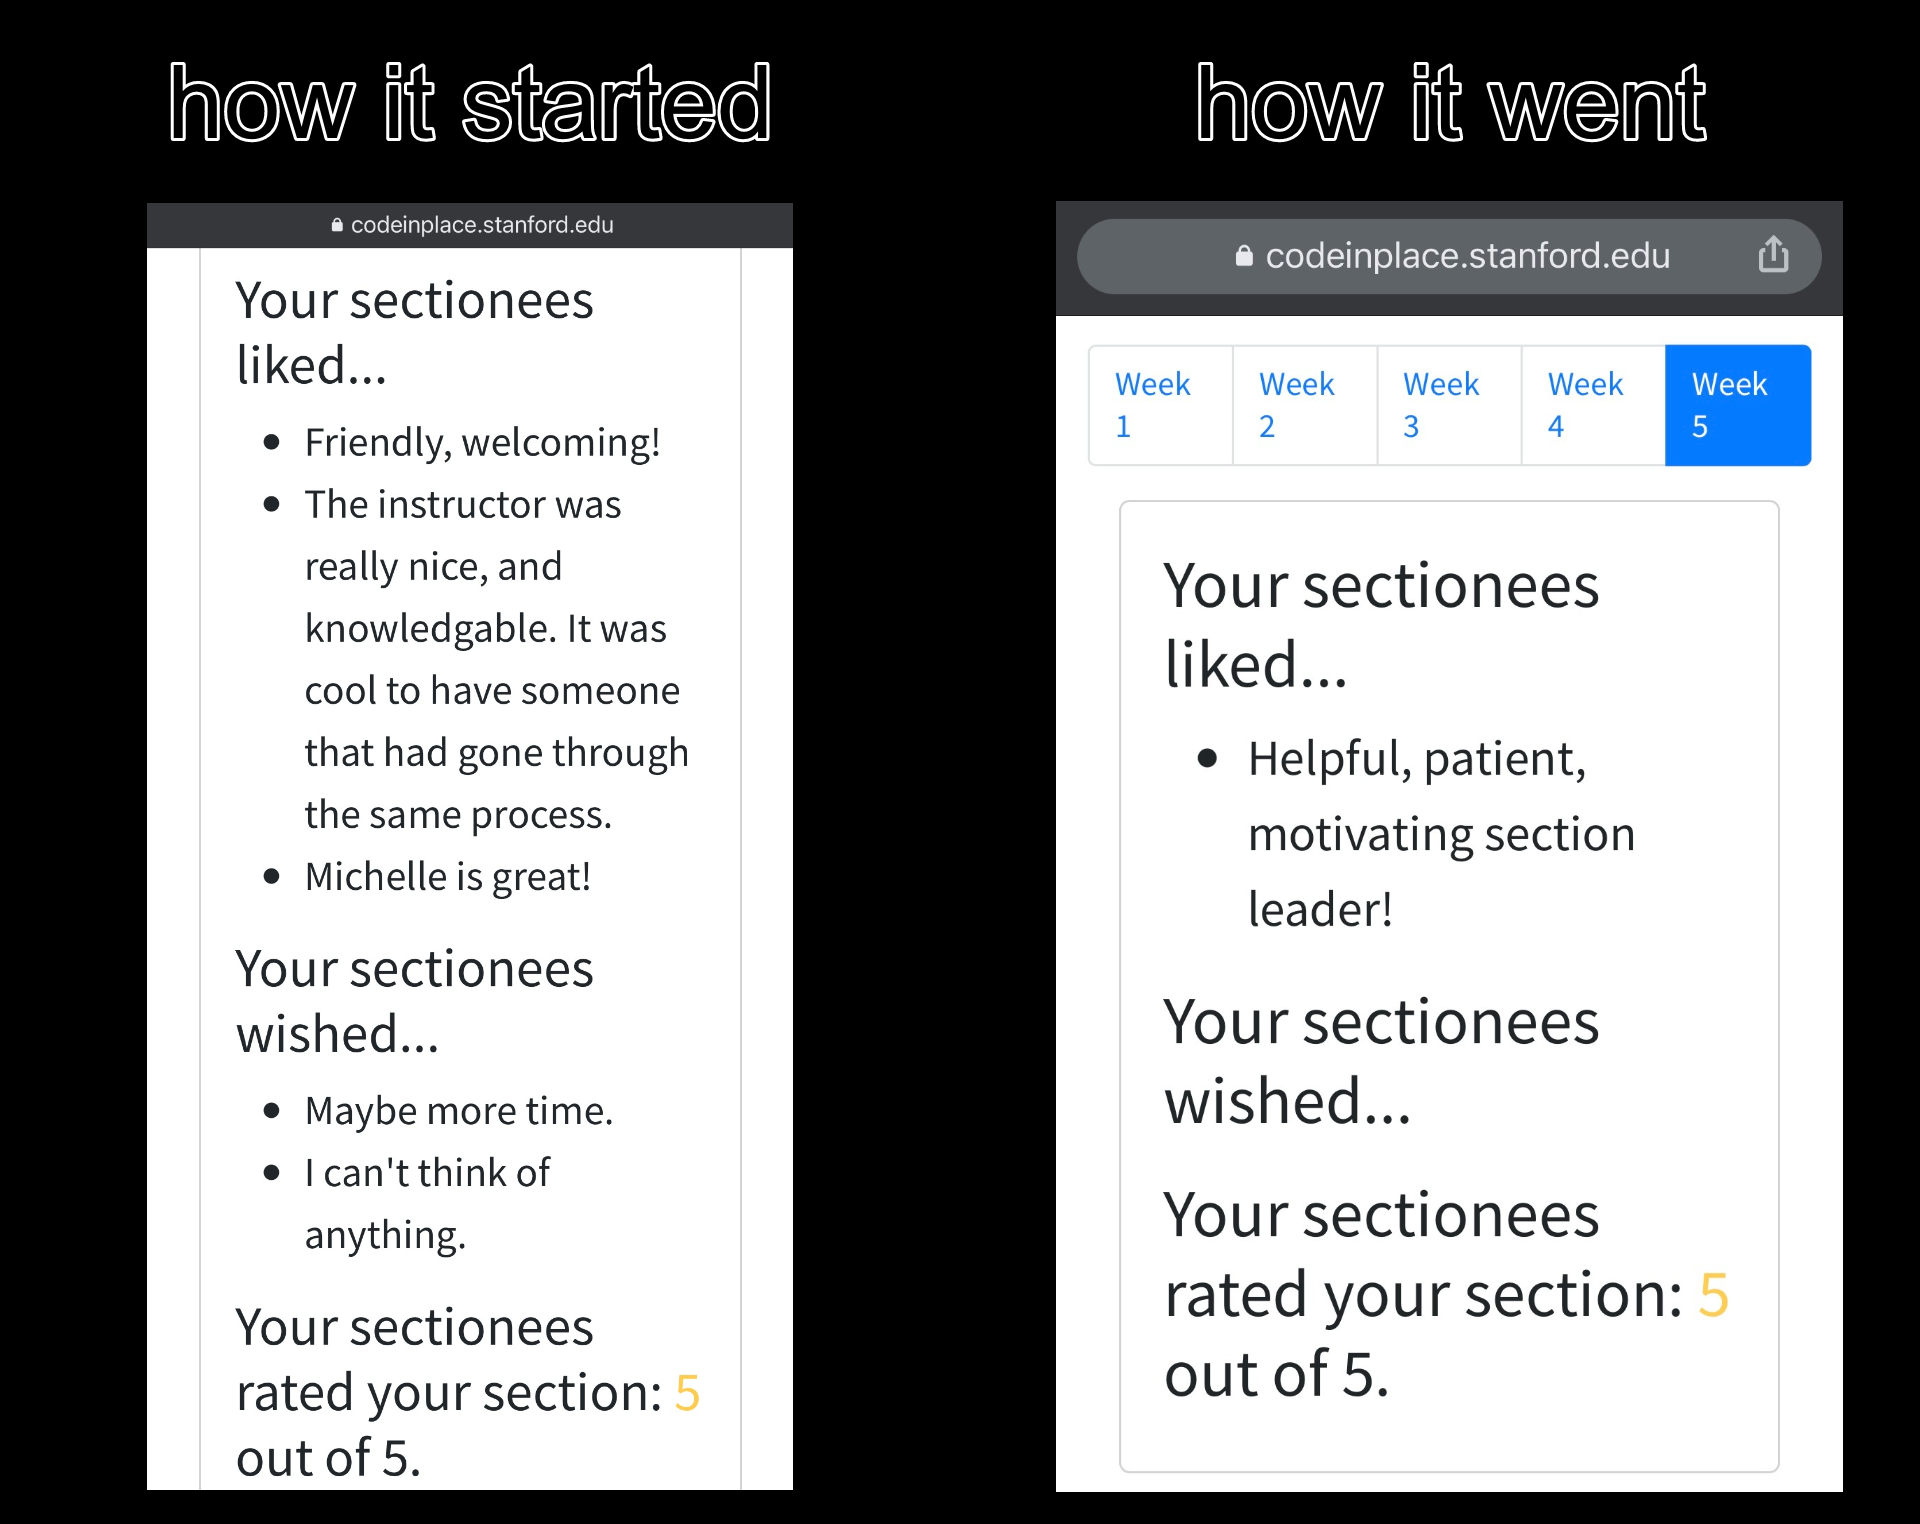 how it started
codeinplace.stanford.edu
Your sectionees
liked...
• Friendly, welcoming!
• The instructor was
really nice, and
knowledgable. It was
cool to have someone
that had gone through
the same process.
• Michelle is great!
Your sectionees
wished...
• Maybe more time.
• I can't think of
anything.
Your sectionees
rated your section: 5
out of 5.
how it went
codeinplace.stanford.edu
Week 1
Week 2
Week 3
Week 4
Week 5
Your sectionees
liked...
• Helpful, patient,
motivating section
leader!
Your sectionees
wished...
Your sectionees
rated your section: 5
out of 5.